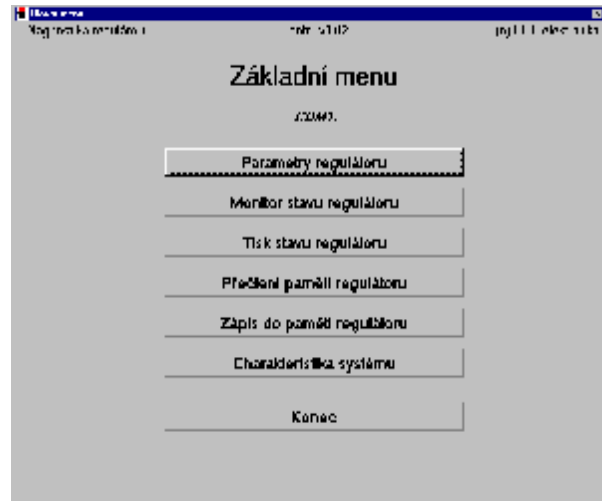 Základní menu
Parametry regulátoru
Monitor stavu regulátoru
Tisk stavu regulátoru
Přečtení paměti regulátoru
Zápis do paměti regulátoru
Charakteristika systému
Konec